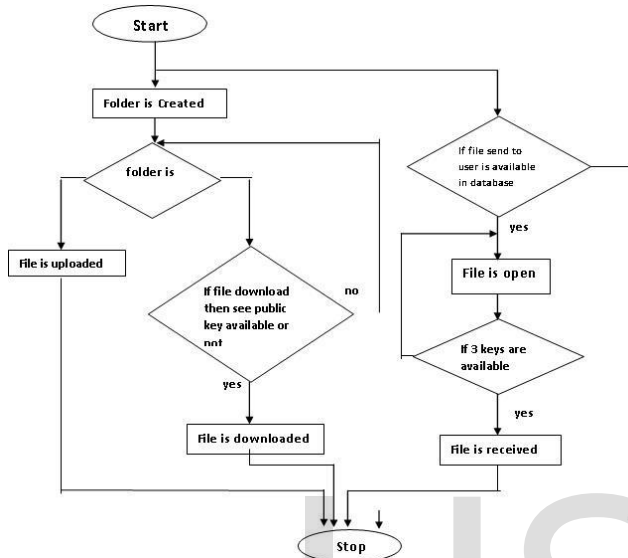 Start
Folder is Created
folder is
File is uploaded
If file download
then see public
key available or
not
no
yes
File is downloaded
If file send to
user is available
in database
yes
File is open
If 3 keys are
available
yes
File is received
Stop